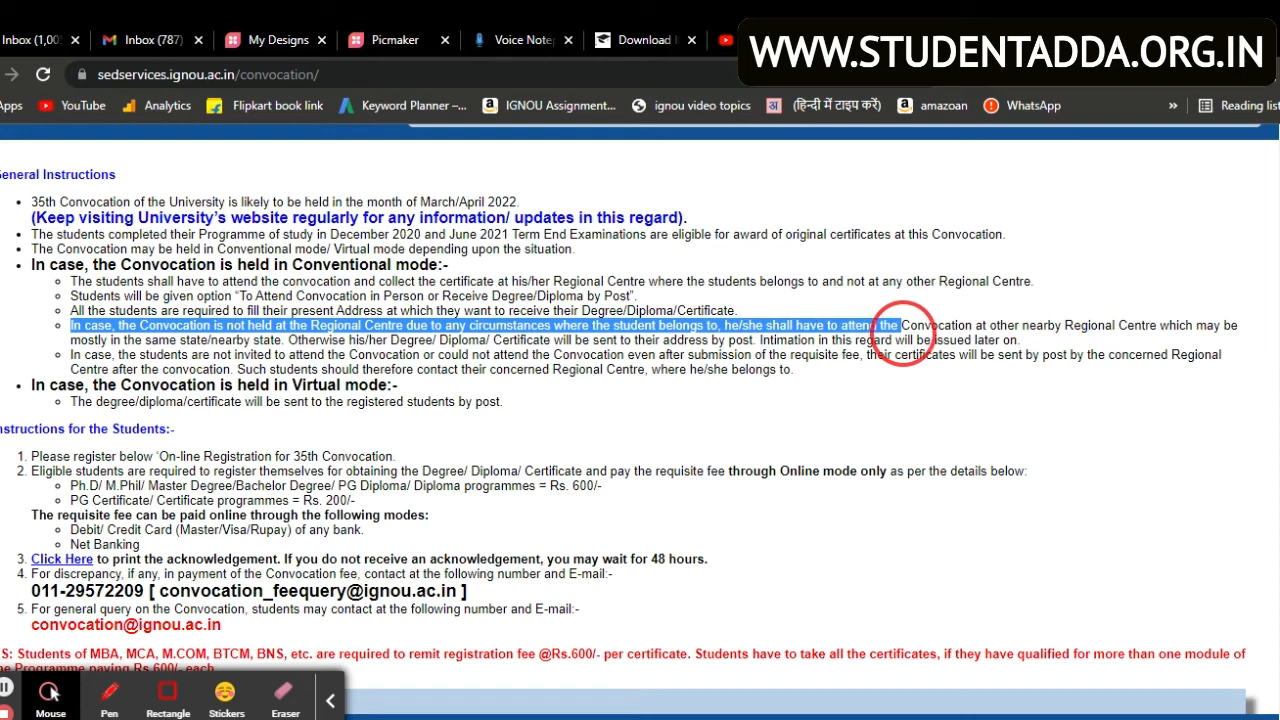 WWW.STUDENTADDA.ORG.IN
Inbox (1,00
Inbox (787)
My Designs
Picmaker
Voice Note
Download I
sedservices.ignou.ac.in/convocation/
Apps
YouTube
Analytics
Flipkart book link
Keyword Planner –...
IGNOU Assignment...
ignou video topics
(हिन्दी में टाइप करें)
amazoan
WhatsApp
»
Reading list
General Instructions
• 35th Convocation of the University is likely to be held in the month of March/April 2022.
(Keep visiting University's website regularly for any information/ updates in this regard).
• The students completed their Programme of study in December 2020 and June 2021 Term End Examinations are eligible for award of original certificates at this Convocation.
• The Convocation may be held in Conventional mode/ Virtual mode depending upon the situation.
• In case, the Convocation is held in Conventional mode:-
The students shall have to attend the convocation and collect the certificate at his/her Regional Centre where the students belongs to and not at any other Regional Centre.
Students will be given option “To Attend Convocation in Person or Receive Degree/Diploma by Post”.
All the students are required to fill their present Address at which they want to receive their Degree/Diploma/Certificate.
In case, the Convocation is not held at the Regional Centre due to any circumstances where the student belongs to, he/she shall have to attend the Convocation at other nearby Regional Centre which may be
mostly in the same state/nearby state. Otherwise his/her Degree/ Diploma/ Certificate will be sent to their address by post. Intimation in this regard will be issued later on.
In case, the students are not invited to attend the Convocation or could not attend the Convocation even after submission of the requisite fee, their certificates will be sent by post by the concerned Regional
Centre after the convocation. Such students should therefore contact their concerned Regional Centre, where he/she belongs to.
• In case, the Convocation is held in Virtual mode:-
The degree/diploma/certificate will be sent to the registered students by post.
nstructions for the Students:-
1. Please register below ‘On-line Registration for 35th Convocation.
2. Eligible students are required to register themselves for obtaining the Degree/ Diploma/ Certificate and pay the requisite fee through Online mode only as per the details below:
Ph.D/ M.Phil/ Master Degree/Bachelor Degree/ PG Diploma/ Diploma programmes = Rs. 600/-
PG Certificate/ Certificate programmes = Rs. 200/-
The requisite fee can be paid online through the following modes:
Debit/ Credit Card (Master/Visa/Rupay) of any bank.
Net Banking
3. Click Here to print the acknowledgement. If you do not receive an acknowledgement, you may wait for 48 hours.
4. For discrepancy, if any, in payment of the Convocation fee, contact at the following number and E-mail:-
011-29572209 [ convocation_feequery@ignou.ac.in ]
5. For general query on the Convocation, students may contact at the following number and E-mail:-
convocation@ignou.ac.in
S: Students of MBA, MCA, M.COM, BTCM, BNS, etc. are required to remit registration fee @Rs.600/- per certificate. Students have to take all the certificates, if they have qualified for more than one module of
he Programme paying Rs.600/- each
Mouse
Pen
Rectangle
Stickers
Eraser